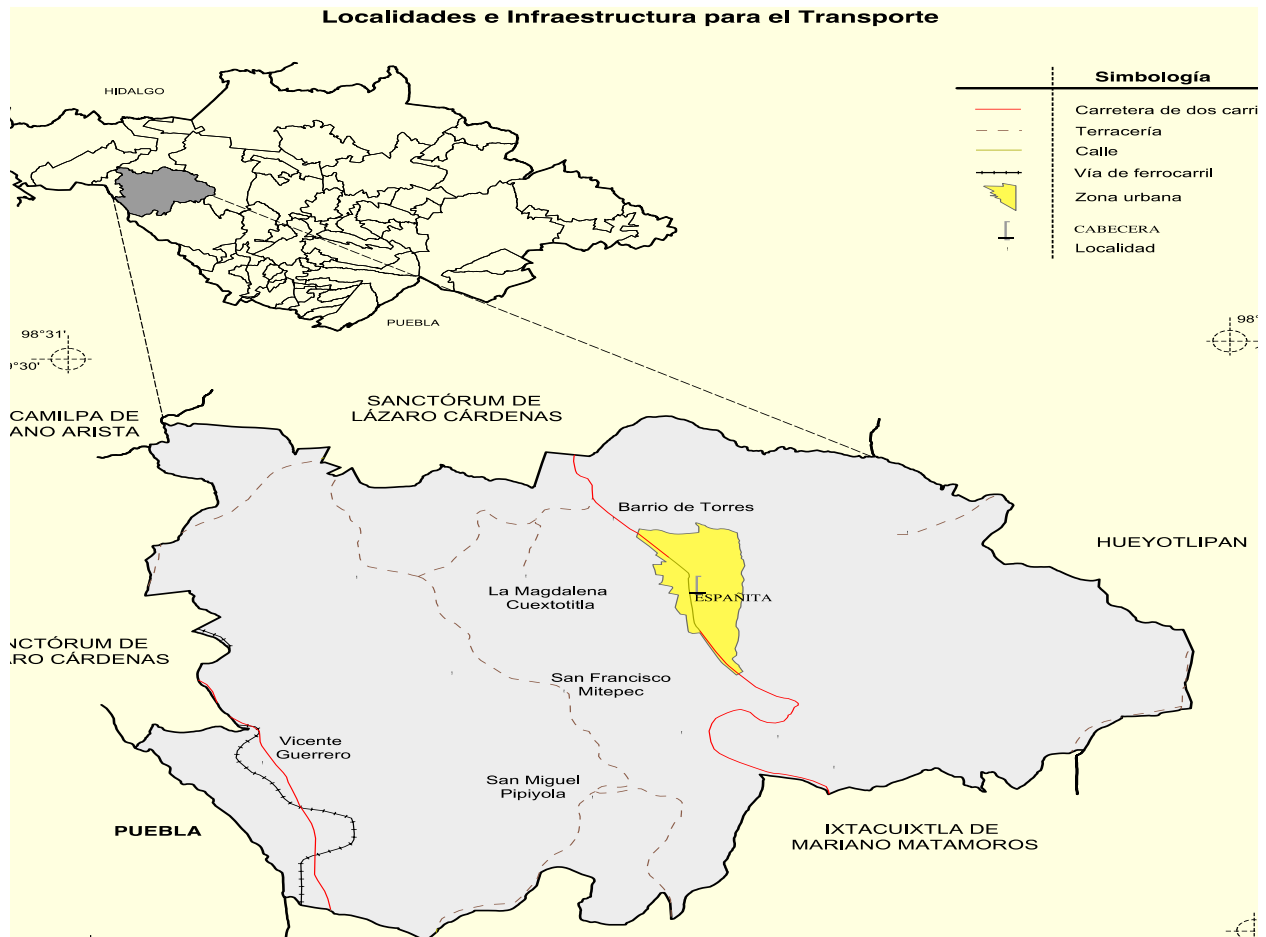 Localidades e Infraestructura para el Transporte
HIDALGO
PUEBLA
Simbología
Carretera de dos carri
Terracería
Calle
Vía de ferrocarril
Zona urbana
CABECERA
Localidad
98°31'
°30'
98°
CAMILPA DE
ANO ARISTA
SANCTÓRUM DE
LÁZARO CÁRDENAS
Barrio de Torres
HUEYOTLIPAN
La Magdalena
Cuextotitla
ESPAÑITA
NCTÓRUM DE
ARO CÁRDENAS
San Francisco
Mitepec
Vicente
Guerrero
San Miguel
Pipiyola
PUEBLA
IXTACUIXTLA DE
MARIANO MATAMOROS